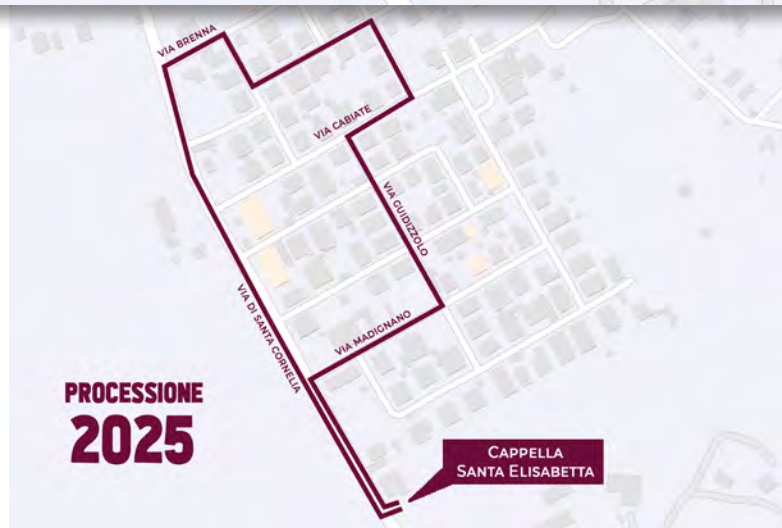 VIA BRENNA
VIA CABIATE
VIA GUIDIZZOLO
VIA DI SANTA CORNELIA
VIA MADIGNANO
PROCESSIONE
2025
CAPPELLA
SANTA ELISABETTA